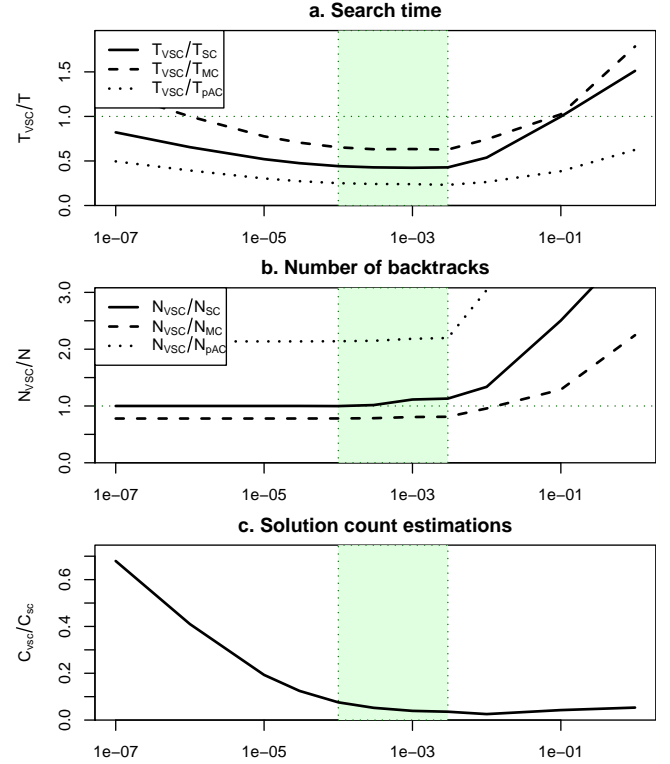 a. Search time
T_VSC/T
T_VSC/T_SC
T_VSC/T_MC
T_VSC/T_pAC
0.0
0.5
1.0
1.5
1e-07
1e-05
1e-03
1e-01
b. Number of backtracks
N_VSC/N
N_VSC/N_SC
N_VSC/N_MC
N_VSC/N_pAC
0.0
1.0
2.0
3.0
1e-07
1e-05
1e-03
1e-01
c. Solution count estimations
C_vsc/C_sc
0.0
0.2
0.4
0.6
1e-07
1e-05
1e-03
1e-01